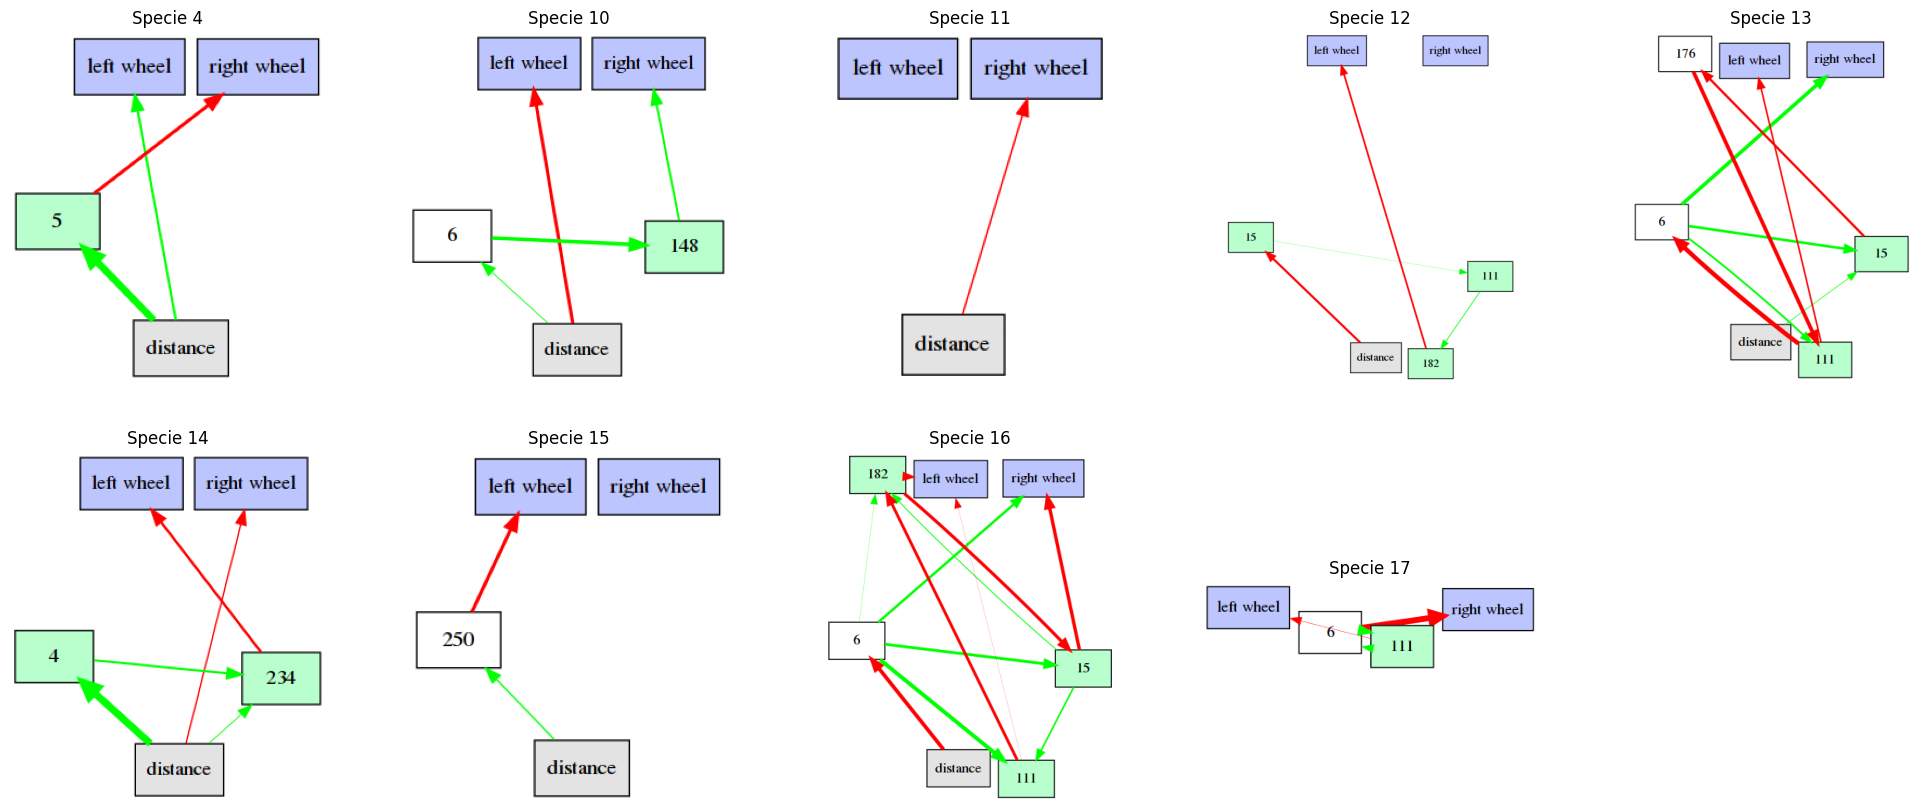 Specie 4
left wheel
right wheel
5
distance
Specie 10
left wheel
right wheel
6
148
distance
Specie 11
left wheel
right wheel
distance
Specie 12
left wheel
right wheel
15
111
distance
182
Specie 13
176
left wheel
right wheel
6
15
distance
111
Specie 14
left wheel
right wheel
4
234
distance
Specie 15
left wheel
right wheel
250
distance
Specie 16
182
left wheel
right wheel
6
15
distance
111
Specie 17
left wheel
6
111
right wheel